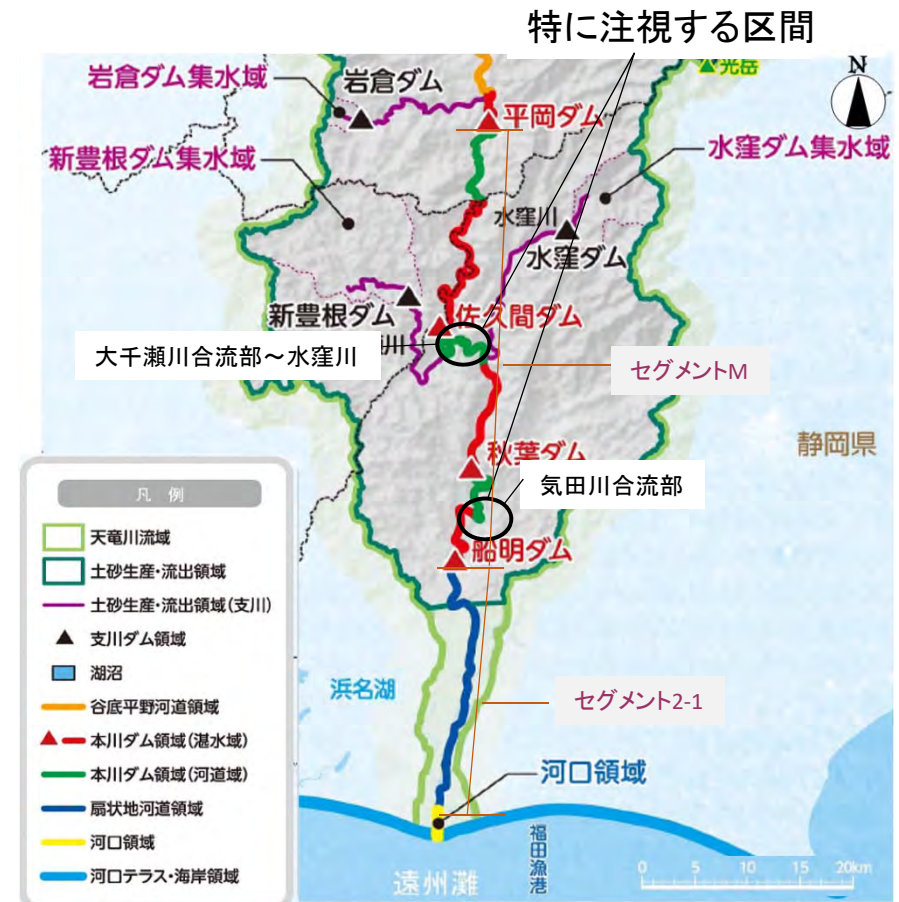 特に注視する区間
光岳
N
岩倉ダム集水域
岩倉ダム
平岡ダム
新豊根ダム集水域
水窪ダム集水域
水窪川
水窪ダム
新豊根ダム
佐久間ダム
大千瀬川合流部～水窪川
川
セグメントM
静岡県
秋葉ダム
気田川合流部
船明ダム
凡 例
天竜川流域
土砂生産・流出領域
土砂生産・流出領域(支川)
支川ダム領域
湖沼
谷底平野河道領域
本川ダム領域(湛水域)
本川ダム領域(河道域)
扇状地河道領域
河口領域
河口テラス・海岸領域
浜名湖
セグメント2-1
河口領域
福田漁港
遠州灘
0 5 10 15 20km